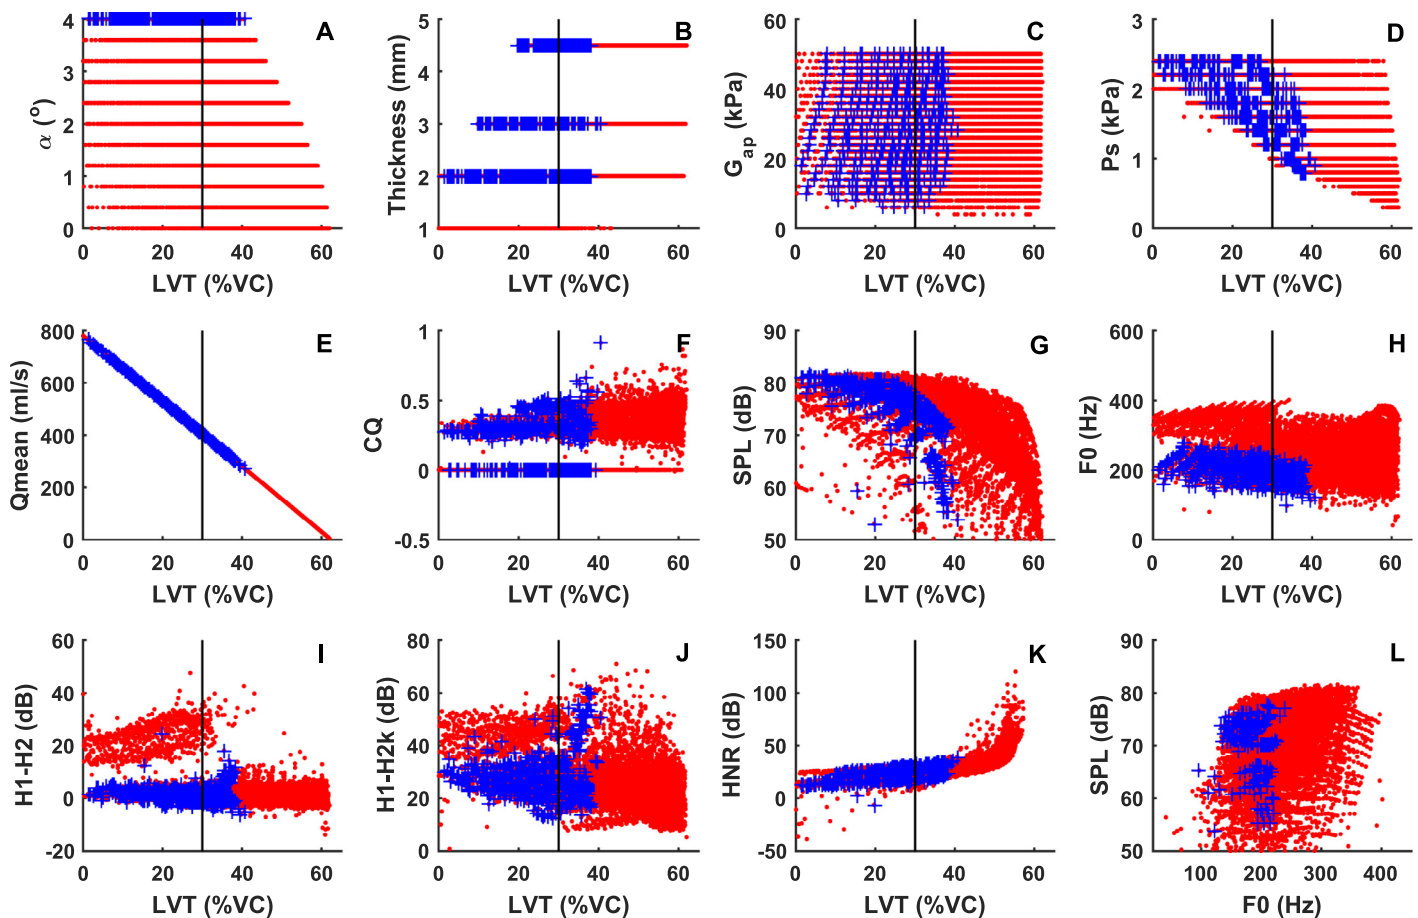 A
4
3
2
1
0
α (°)
0 20 40 60
LVT (%VC)
B
5
4
3
2
1
Thickness (mm)
0 20 40 60
LVT (%VC)
C
60
40
20
0
Gap (kPa)
0 20 40 60
LVT (%VC)
D
3
2
1
0
Ps (kPa)
0 20 40 60
LVT (%VC)
E
800
600
400
200
0
Qmean (ml/s)
0 20 40 60
LVT (%VC)
F
1
0.5
0
-0.5
CQ
0 20 40 60
LVT (%VC)
G
90
80
70
60
50
SPL (dB)
0 20 40 60
LVT (%VC)
H
600
400
200
0
F0 (Hz)
0 20 40 60
LVT (%VC)
I
60
40
20
0
-20
H1-H2 (dB)
0 20 40 60
LVT (%VC)
J
80
60
40
20
0
H1-H2k (dB)
0 20 40 60
LVT (%VC)
K
150
100
50
0
-50
HNR (dB)
0 20 40 60
LVT (%VC)
L
90
80
70
60
50
SPL (dB)
100 200 300 400
F0 (Hz)